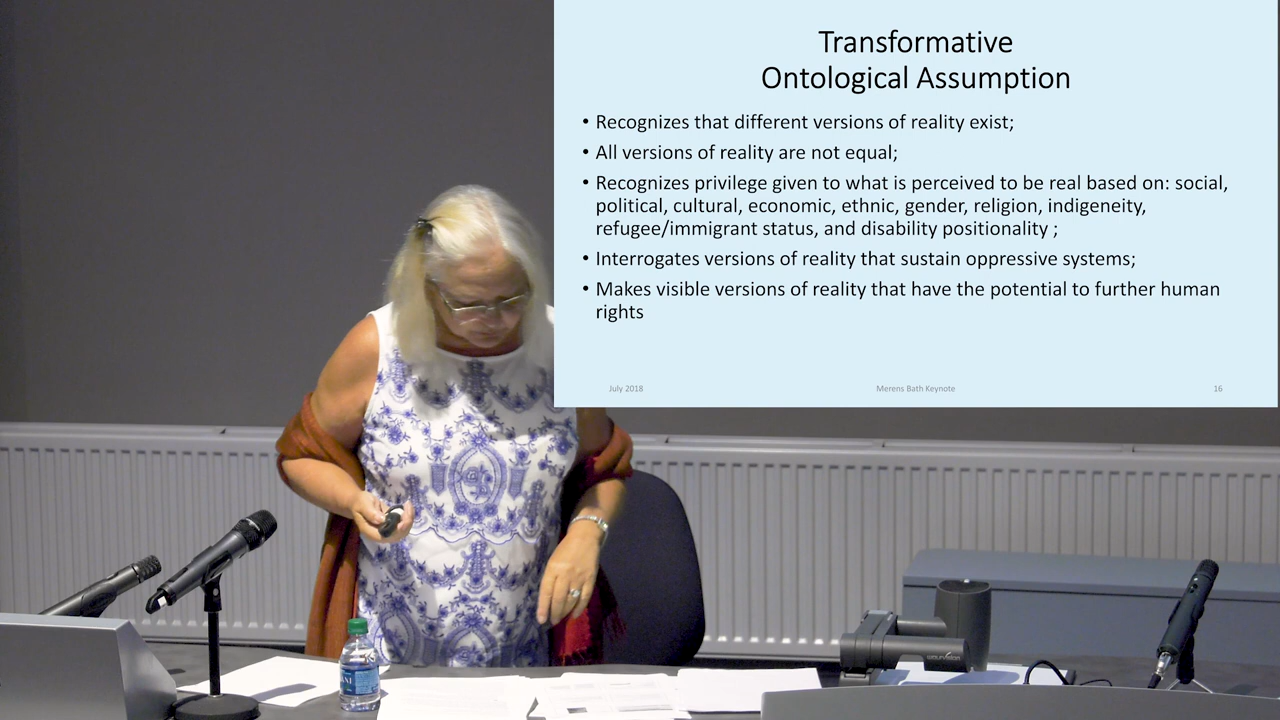 Transformative
Ontological Assumption
• Recognizes that different versions of reality exist;
• All versions of reality are not equal;
• Recognizes privilege given to what is perceived to be real based on: social,
political, cultural, economic, ethnic, gender, religion, indigeneity,
refugee/immigrant status, and disability positionality ;
• Interrogates versions of reality that sustain oppressive systems;
• Makes visible versions of reality that have the potential to further human
rights
July 2018
Merens Bath Keynote
16